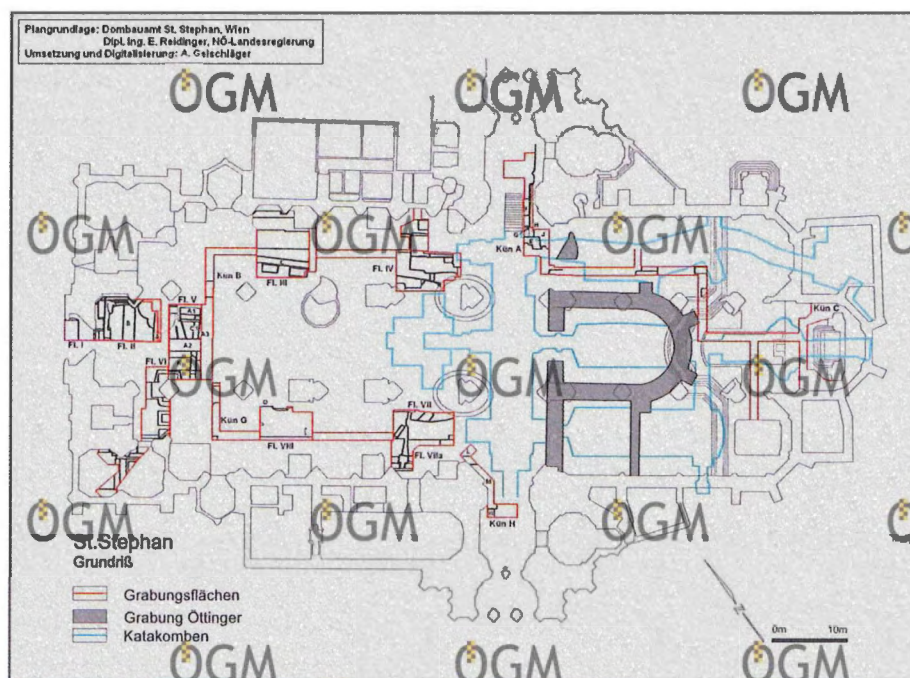 Plangrundlage: Dombauamt St. Stephan, Wien
Dipl. Ing. E. Reidinger, NÖ-Landesregierung
Umsetzung und Digitalisierung: A. Gelschläger
OGM OGM OGM
Kün A
Kün B
Fl. III
Fl. IV
OGM OGM OGM
Kün C
Fl. V
A1
A3
A2
Fl. I
Fl. II
Fl. VI
OGM OGM OGM
Kün G
Fl. VII
Fl. VIII
Fl. VIIa
Kün H
OGM OGM OGM
St.Stephan
Grundriß
Grabungsflächen
Grabung Öttinger
Katakomben
N
0m 10m
OGM OGM OGM